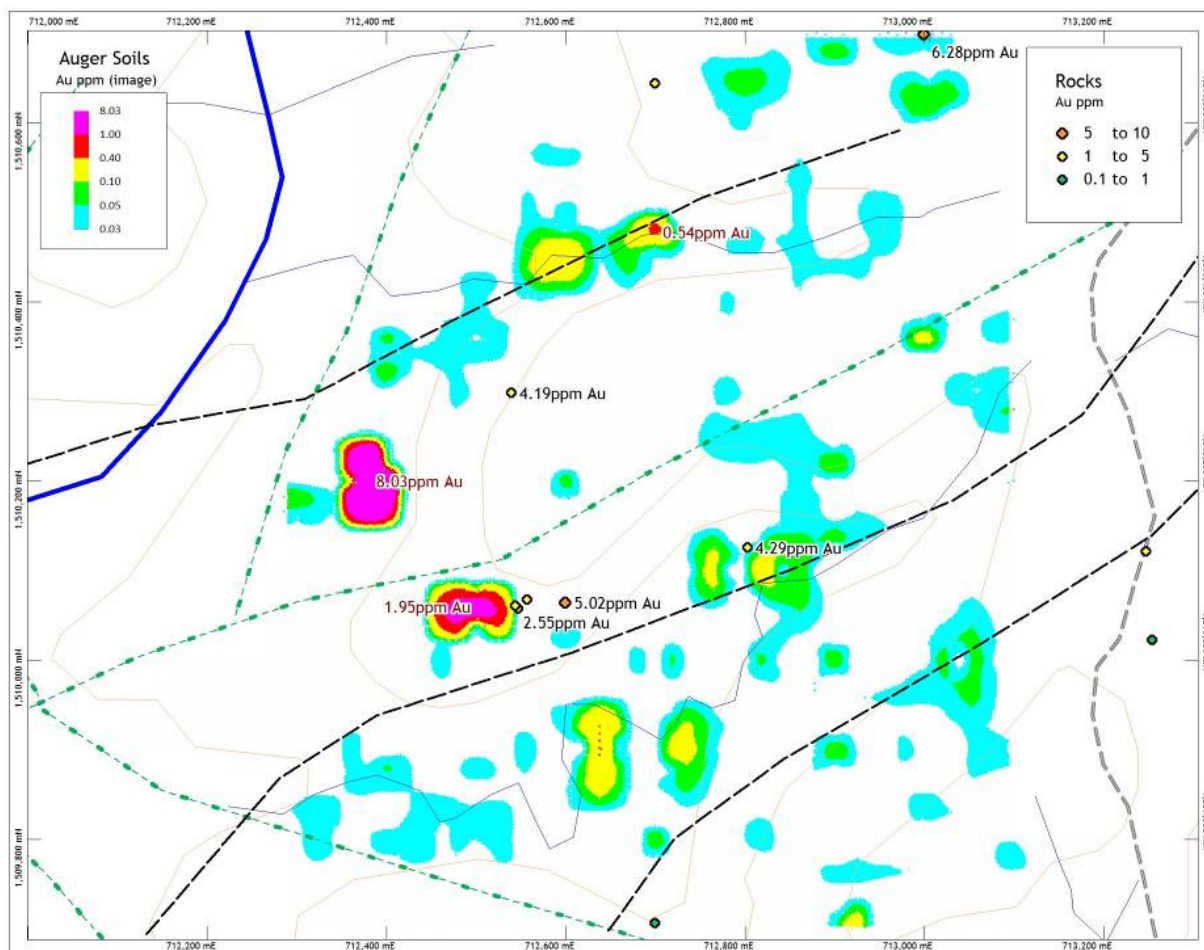 712,000 mE
712,200 mE
712,400 mE
712,600 mE
712,800 mE
713,000 mE
713,200 mE
Auger Soils
Au ppm (image)
8.03
1.00
0.40
0.10
0.05
0.03
Rocks
Au ppm
5 to 10
1 to 5
0.1 to 1
6.28ppm Au
0.54ppm Au
4.19ppm Au
8.03ppm Au
4.29ppm Au
1.95ppm Au
5.02ppm Au
2.55ppm Au
1,510,600 mN
1,510,400 mN
1,510,200 mN
1,510,000 mN
1,509,800 mN
712,200 mE
712,400 mE
712,600 mE
712,800 mE
713,000 mE
713,200 mE